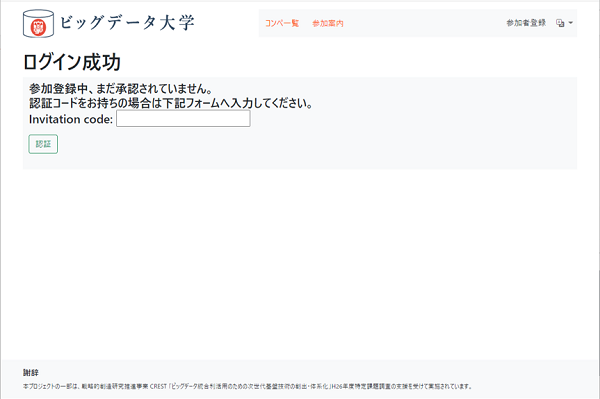 ビッグデータ大学
コンペ一覧 参加案内 参加者登録
ログイン成功
参加登録中、まだ承認されていません。
認証コードをお持ちの場合は下記フォームへ入力してください。
Invitation code:
認証
謝辞
本プロジェクトの一部は、戦略的創造研究推進事業 CREST 「ビッグデータ統合利活用のための次世代基盤技術の創出・体系化」H26年度特定課題調査の支援を受けて実施されています。